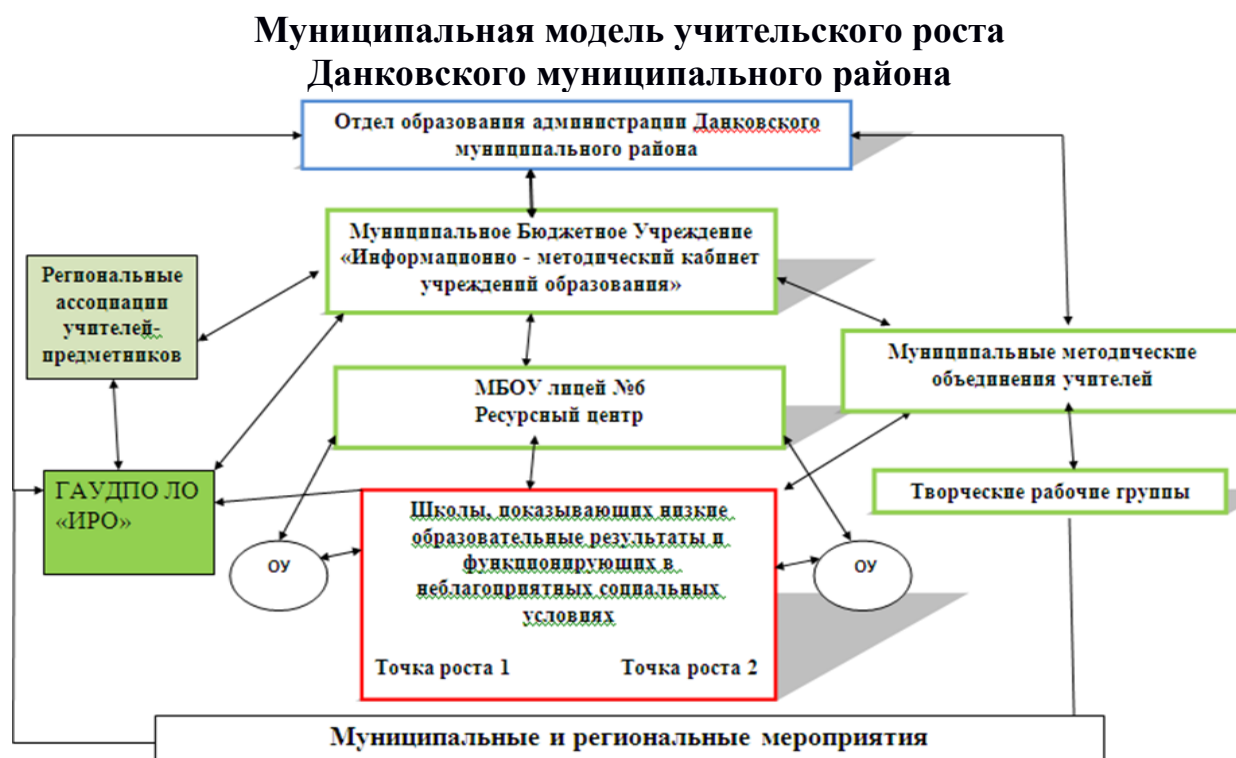 Муниципальная модель учительского роста
Данковского муниципального района
Отдел образования администрации Данковского
муниципального района
Муниципальное Бюджетное Учреждение
«Информационно - методический кабинет
учреждений образования»
Региональные
ассоциации
учителей-
предметников
Муниципальные методические
объединения учителей
МБОУ лицей №6
Ресурсный центр
ГАУДПО ЛО
«ИРО»
Творческие рабочие группы
Школы, показывающих низкие
образовательные результаты и
функционирующих в
неблагоприятных социальных
условиях
ОУ
ОУ
Точка роста 1 Точка роста 2
Муниципальные и региональные мероприятия